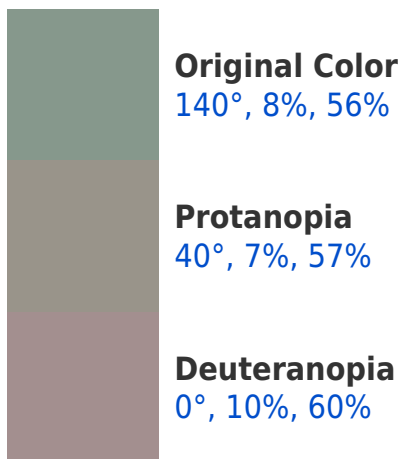 Original Color
140°, 8%, 56%
Protanopia
40°, 7%, 57%
Deuteranopia
0°, 10%, 60%